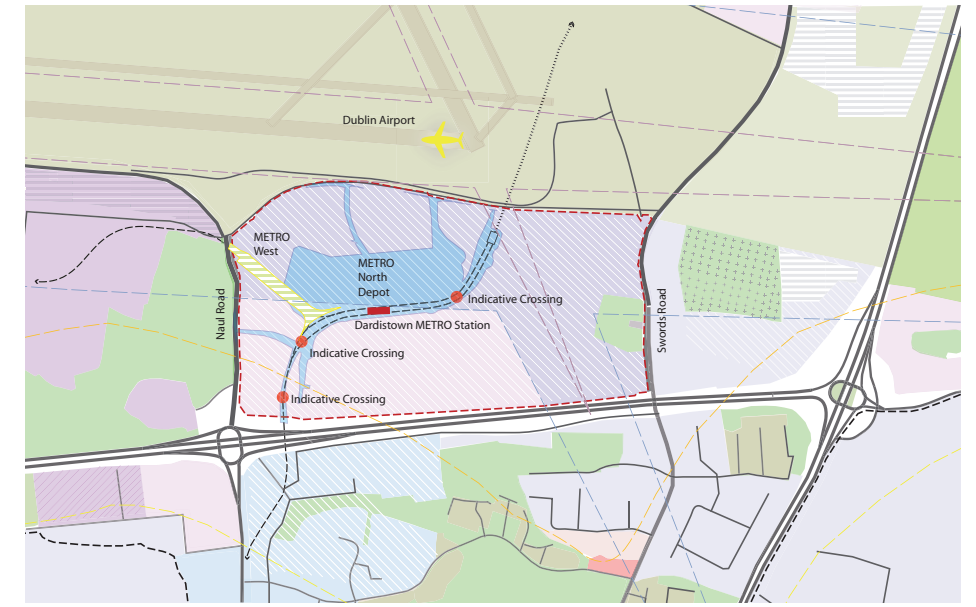 Dublin Airport
METRO
West
METRO
North
Depot
Indicative Crossing
Dardistown METRO Station
Indicative Crossing
Indicative Crossing
Naul Road
Swords Road